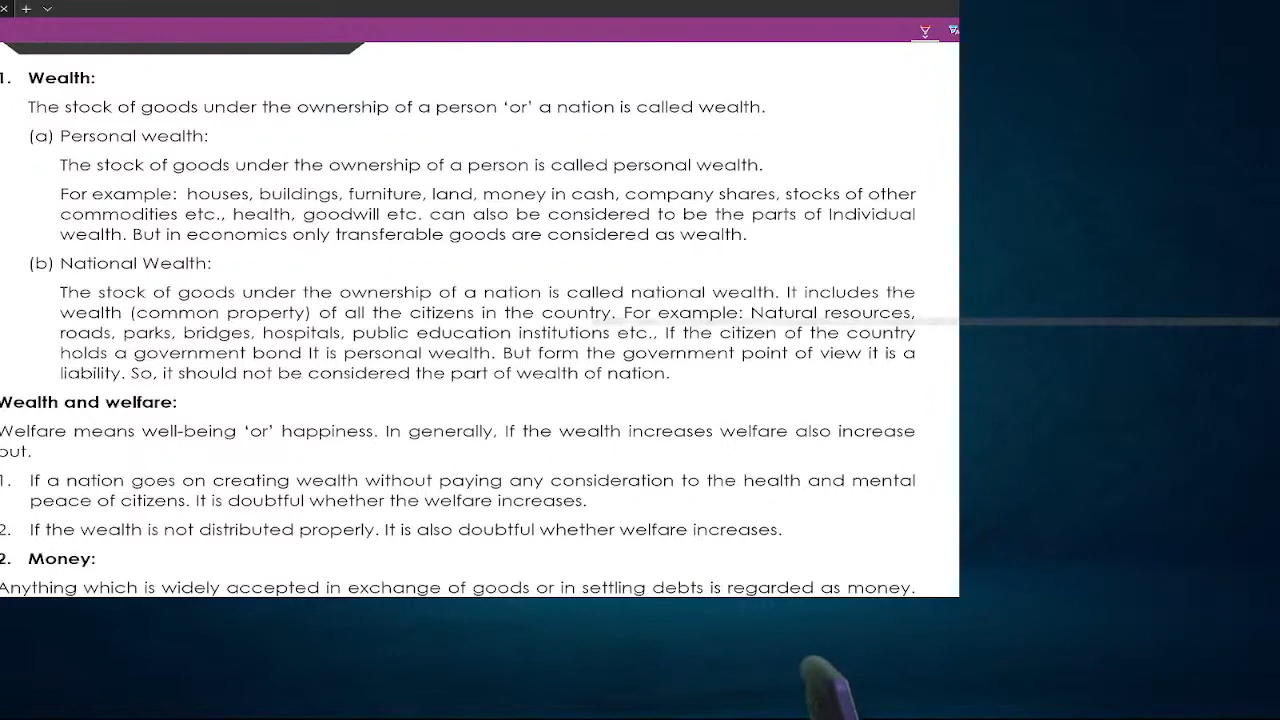 1. Wealth:
The stock of goods under the ownership of a person ‘or’ a nation is called wealth.
(a) Personal wealth:
The stock of goods under the ownership of a person is called personal wealth.
For example: houses, buildings, furniture, land, money in cash, company shares, stocks of other
commodities etc., health, goodwill etc. can also be considered to be the parts of Individual
wealth. But in economics only transferable goods are considered as wealth.
(b) National Wealth:
The stock of goods under the ownership of a nation is called national wealth. It includes the
wealth (common property) of all the citizens in the country. For example: Natural resources,
roads, parks, bridges, hospitals, public education institutions etc., If the citizen of the country
holds a government bond It is personal wealth. But form the government point of view it is a
liability. So, it should not be considered the part of wealth of nation.
Wealth and welfare:
Welfare means well-being ‘or’ happiness. In generally, If the wealth increases welfare also increase
out.
1. If a nation goes on creating wealth without paying any consideration to the health and mental
peace of citizens. It is doubtful whether the welfare increases.
2. If the wealth is not distributed properly. It is also doubtful whether welfare increases.
2. Money:
Anything which is widely accepted in exchange of goods or in settling debts is regarded as money.